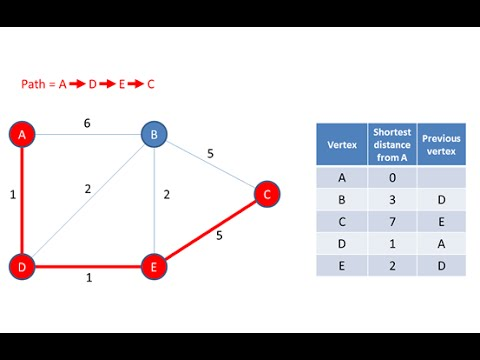 Path = A → D → E → C
A
6
B
5
1
2
2
C
5
D
1
E
Vertex Shortest distance from A Previous vertex
A 0
B 3 D
C 7 E
D 1 A
E 2 D